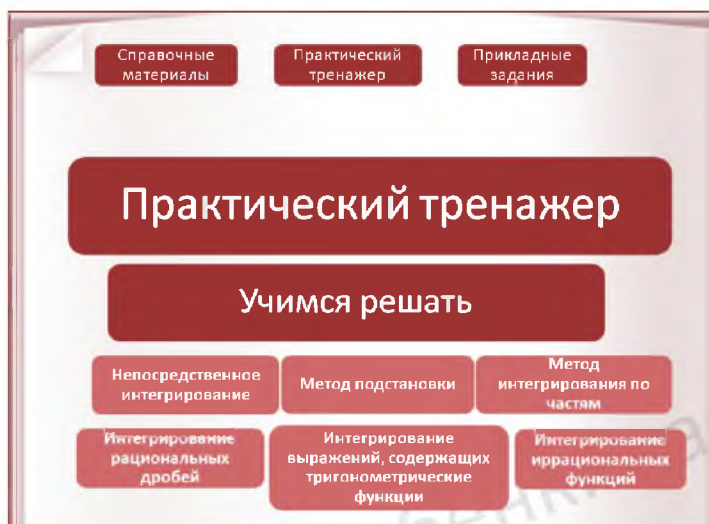 Справочные
материалы
Практический
тренажер
Прикладные
задания
Практический тренажер
Учимся решать
Непосредственное
интегрирование
Метод подстановки
Метод
интегрирования по
частям
Интегрирование
рациональных
дробей
Интегрирование
выражений, содержащих
тригонометрические
функции
Интегрирование
иррациональных
функций